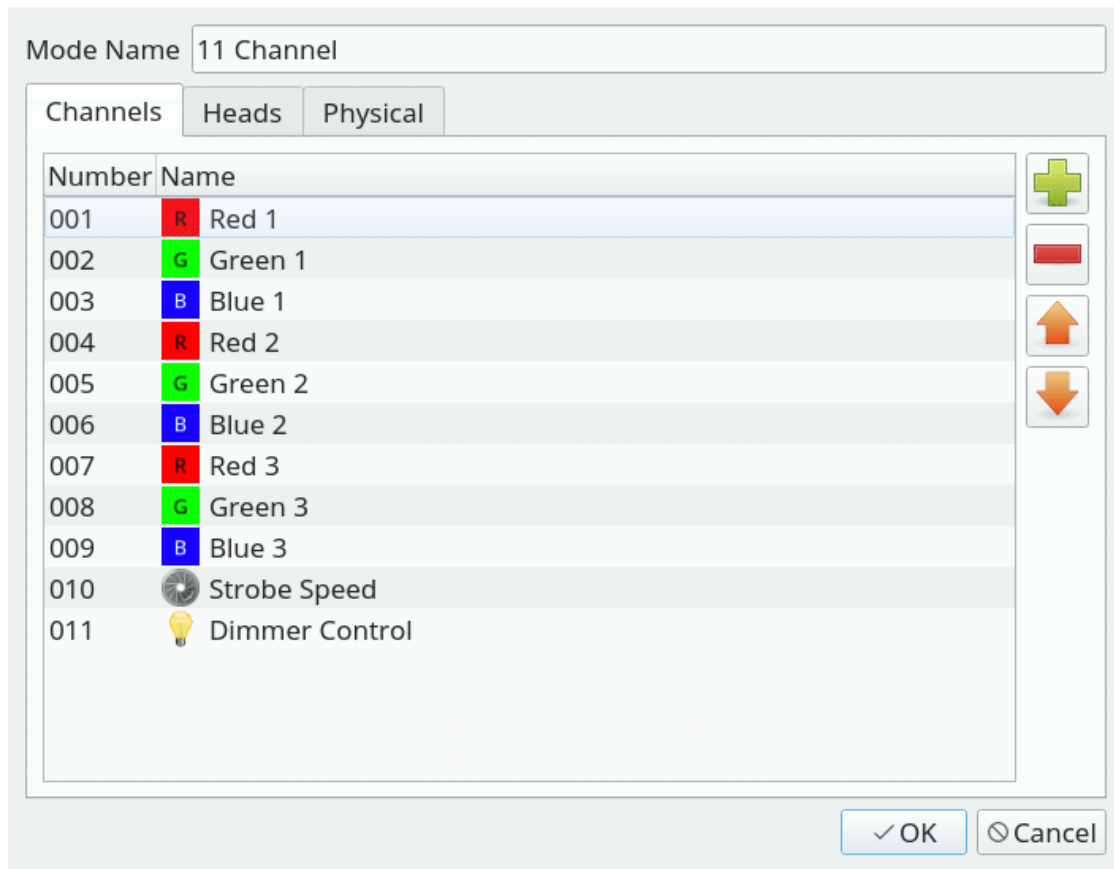 Mode Name 11 Channel
Channels Heads Physical
Number Name
001 R Red 1
002 G Green 1
003 B Blue 1
004 R Red 2
005 G Green 2
006 B Blue 2
007 R Red 3
008 G Green 3
009 B Blue 3
010 Strobe Speed
011 Dimmer Control
OK Cancel